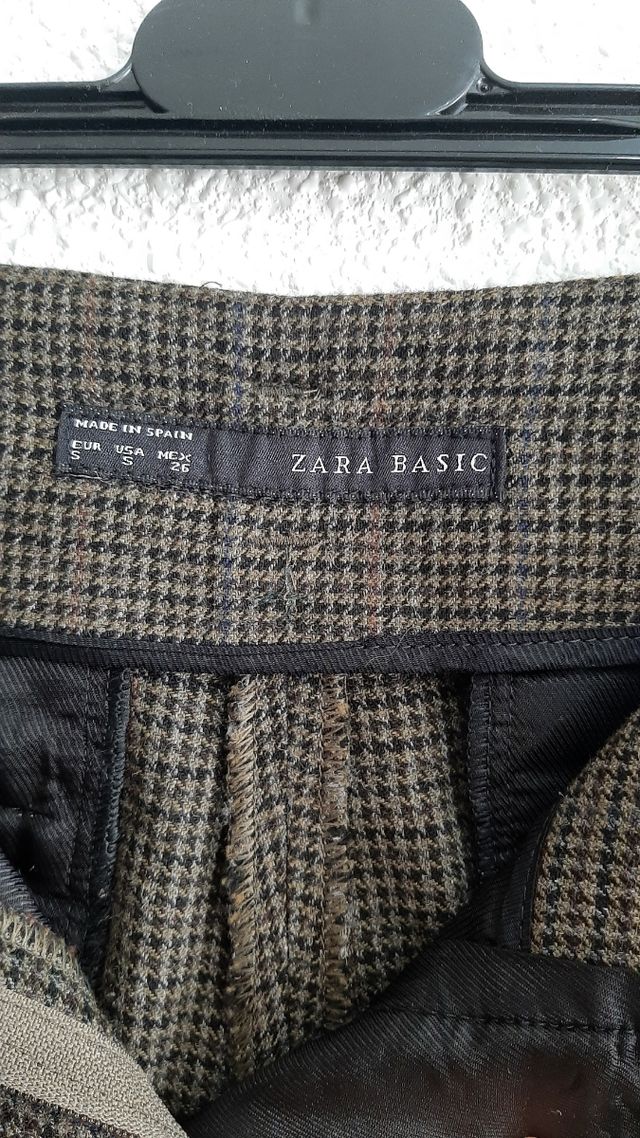 MADE IN SPAIN
EUR USA MEX
S S 26
ZARA BASIC